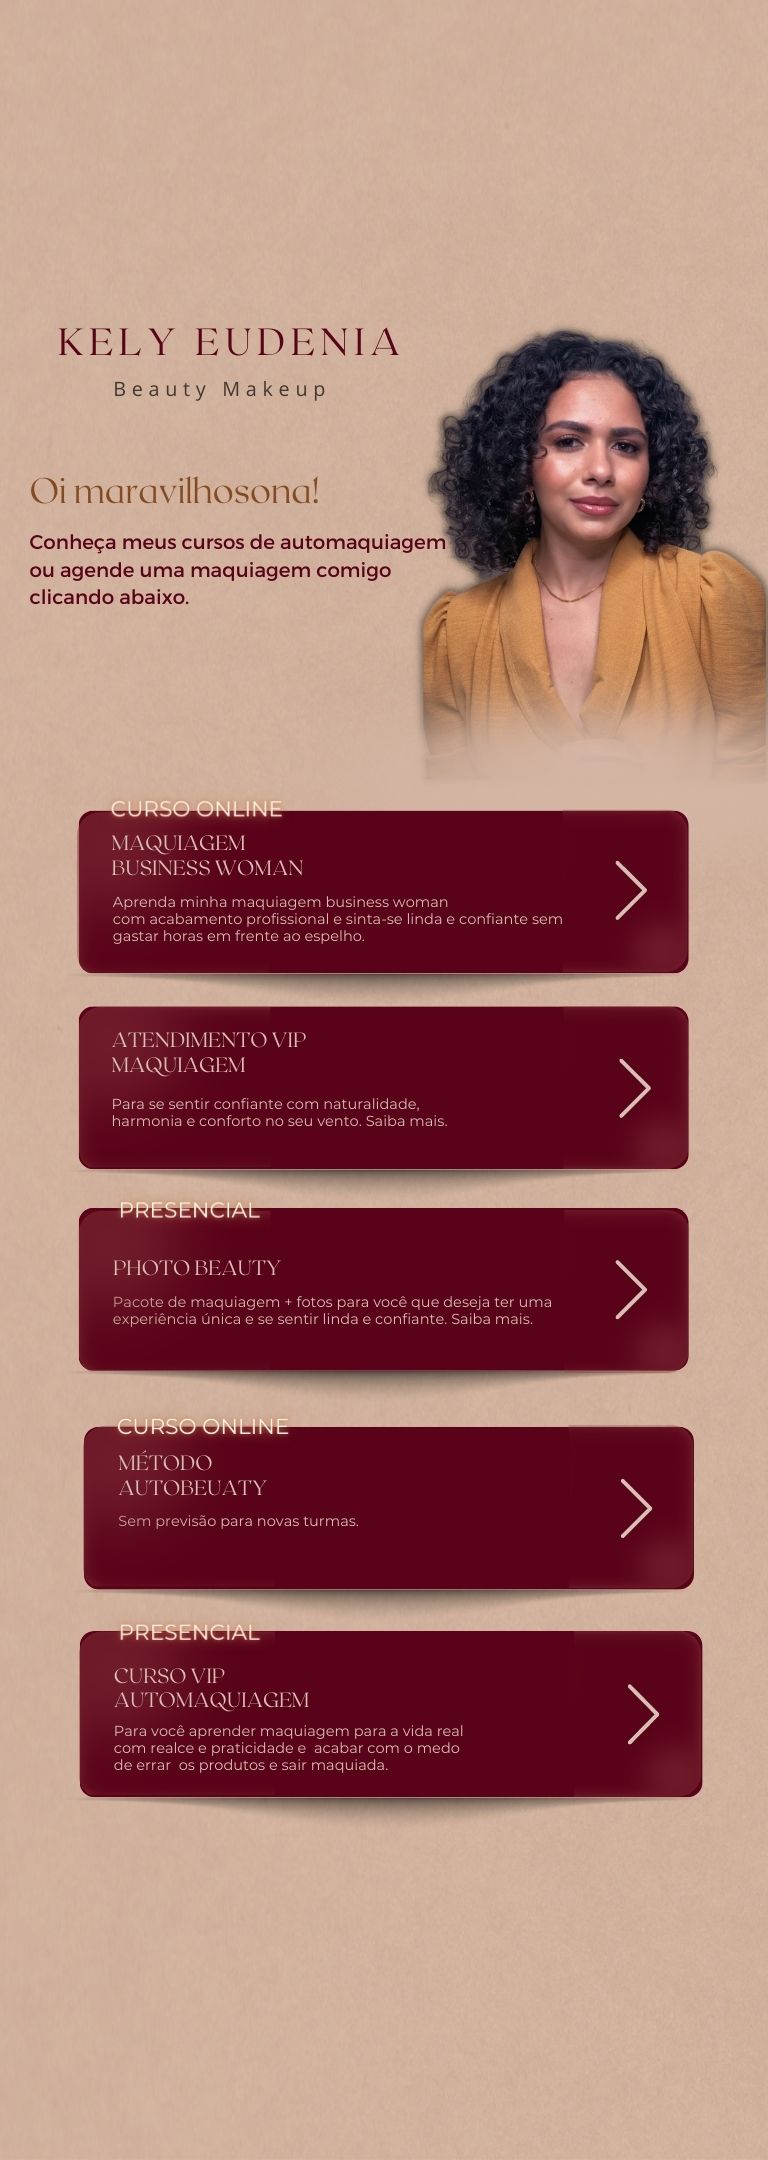 KELY EUDENIA
Beauty Makeup
Oi maravilhosona!
Conheça meus cursos de automaquiagem
ou agende uma maquiagem comigo
clicando abaixo.
CURSO ONLINE
MAQUIAGEM
BUSINESS WOMAN
Aprenda minha maquiagem business woman
com acabamento profissional e sinta-se linda e confiante sem
gastar horas em frente ao espelho.
ATENDIMENTO VIP
MAQUIAGEM
Para se sentir confiante com naturalidade,
harmonia e conforto no seu vento. Saiba mais.
PRESENCIAL
PHOTO BEAUTY
Pacote de maquiagem + fotos para você que deseja ter uma
experiência única e se sentir linda e confiante. Saiba mais.
CURSO ONLINE
MÉTODO
AUTOBEUATY
Sem previsão para novas turmas.
PRESENCIAL
CURSO VIP
AUTOMAQUIAGEM
Para você aprender maquiagem para a vida real
com realce e praticidade e  acabar com o medo
de errar  os produtos e sair maquiada.